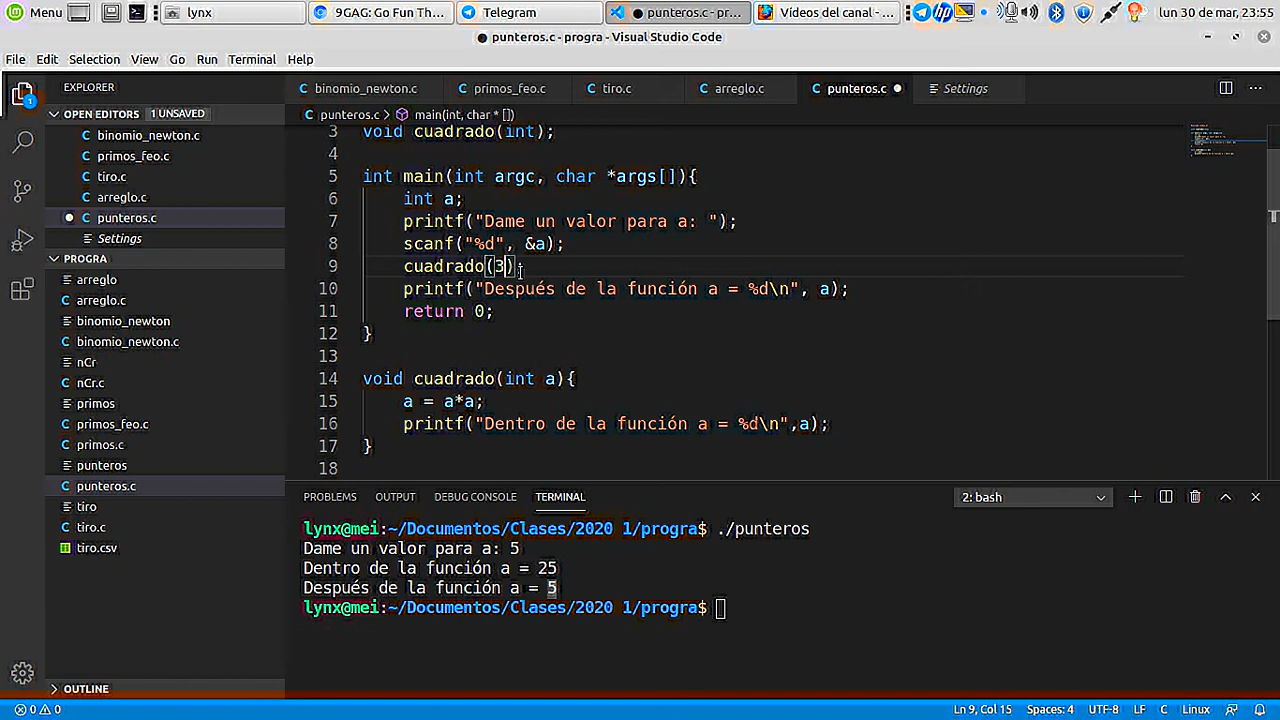 Menu
lynx
9GAG: Go Fun Th...
Telegram
● punteros.c - pr...
Vídeos del canal - ...
lun 30 de mar, 23:55
● punteros.c - progra - Visual Studio Code
File Edit Selection View Go Run Terminal Help
EXPLORER
binomio_newton.c primos_feo.c tiro.c arreglo.c punteros.c ● Settings ...
OPEN EDITORS 1 UNSAVED
punteros.c > main(int, char * [])
binomio_newton.c
primos_feo.c
tiro.c
arreglo.c
punteros.c
Settings
PROGRA
arreglo
arreglo.c
binomio_newton
binomio_newton.c
nCr
nCr.c
primos
primos_feo.c
primos.c
punteros
punteros.c
tiro
tiro.c
tiro.csv
OUTLINE
3 void cuadrado(int);
4
5 int main(int argc, char *args[]){
6 int a;
7 printf("Dame un valor para a: ");
8 scanf("%d", &a);
9 cuadrado(3);
10 printf("Después de la función a = %d\n", a);
11 return 0;
12 }
13
14 void cuadrado(int a){
15 a = a*a;
16 printf("Dentro de la función a = %d\n",a);
17 }
18
PROBLEMS OUTPUT DEBUG CONSOLE TERMINAL 2: bash
lynx@mei:~/Documentos/Clases/2020 1/progra$ ./punteros
Dame un valor para a: 5
Dentro de la función a = 25
Después de la función a = 5
lynx@mei:~/Documentos/Clases/2020 1/progra$
0 0 Ln 9, Col 15 Spaces: 4 UTF-8 LF C Linux